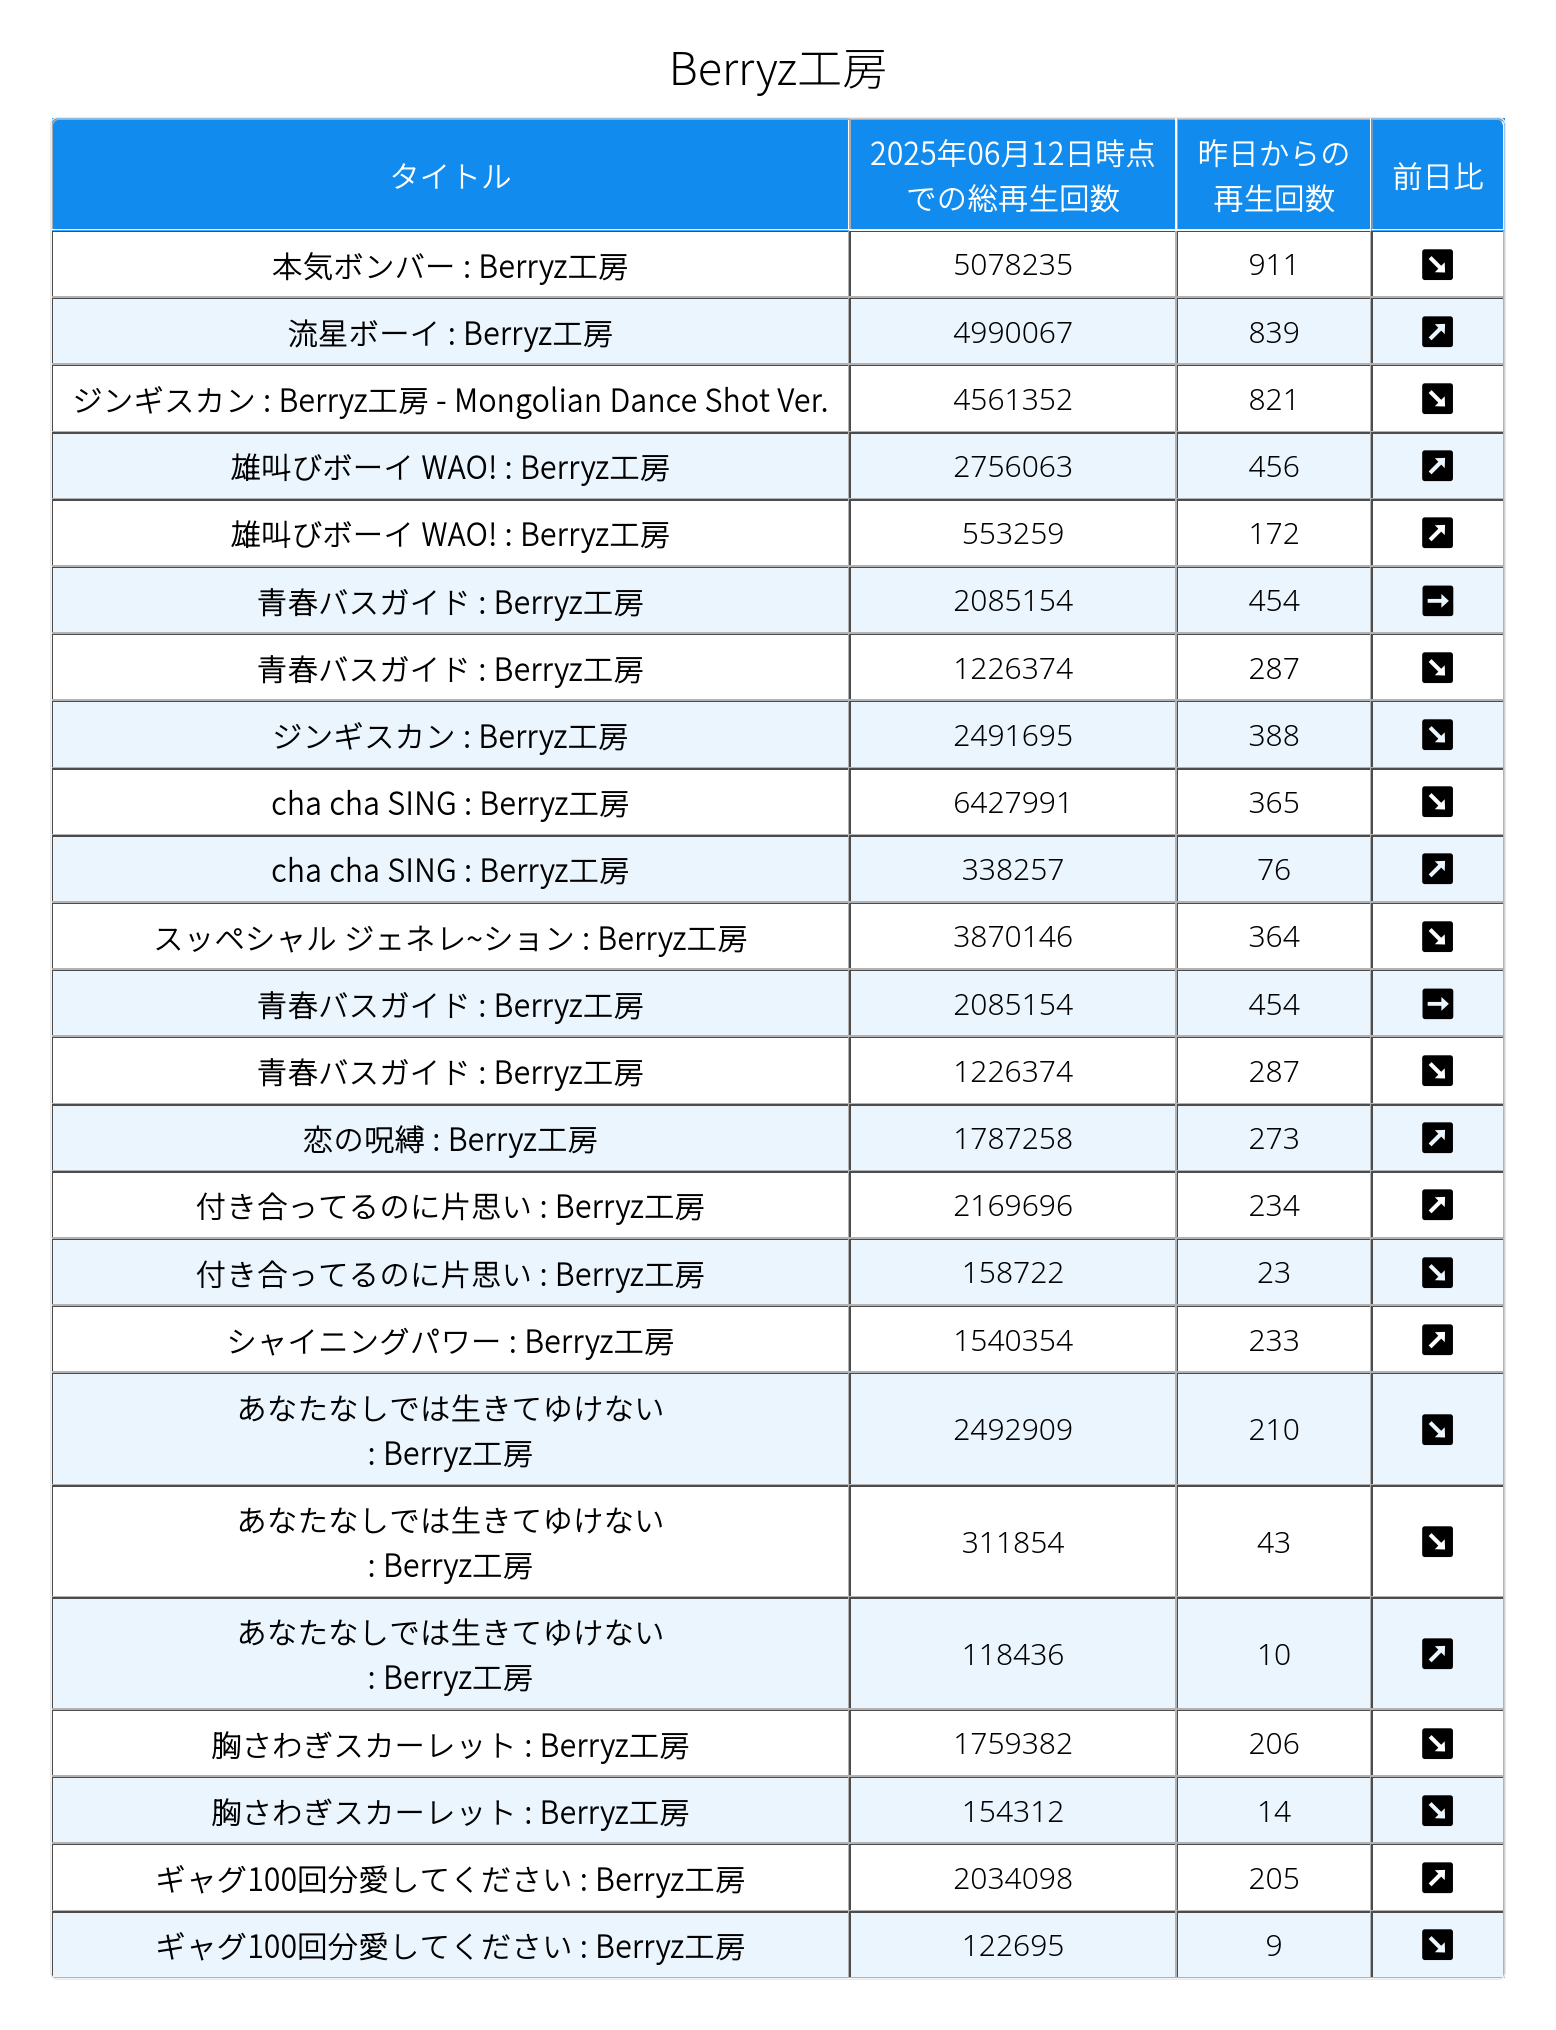 Berryz工房
タイトル 2025年06月12日時点 昨日からの 前日比
での総再生回数 再生回数
本気ボンバー : Berryz工房 5078235 911 ↘
流星ボーイ : Berryz工房 4990067 839 ↗
ジンギスカン : Berryz工房 - Mongolian Dance Shot Ver. 4561352 821 ↘
雄叫びボーイ WAO! : Berryz工房 2756063 456 ↗
雄叫びボーイ WAO! : Berryz工房 553259 172 ↗
青春バスガイド : Berryz工房 2085154 454 →
青春バスガイド : Berryz工房 1226374 287 ↘
ジンギスカン : Berryz工房 2491695 388 ↘
cha cha SING : Berryz工房 6427991 365 ↘
cha cha SING : Berryz工房 338257 76 ↗
スッペシャル ジェネレ~ション : Berryz工房 3870146 364 ↘
青春バスガイド : Berryz工房 2085154 454 →
青春バスガイド : Berryz工房 1226374 287 ↘
恋の呪縛 : Berryz工房 1787258 273 ↗
付き合ってるのに片思い : Berryz工房 2169696 234 ↗
付き合ってるのに片思い : Berryz工房 158722 23 ↘
シャイニングパワー : Berryz工房 1540354 233 ↗
あなたなしでは生きてゆけない
: Berryz工房 2492909 210 ↘
あなたなしでは生きてゆけない
: Berryz工房 311854 43 ↘
あなたなしでは生きてゆけない
: Berryz工房 118436 10 ↗
胸さわぎスカーレット : Berryz工房 1759382 206 ↘
胸さわぎスカーレット : Berryz工房 154312 14 ↘
ギャグ100回分愛してください : Berryz工房 2034098 205 ↗
ギャグ100回分愛してください : Berryz工房 122695 9 ↘